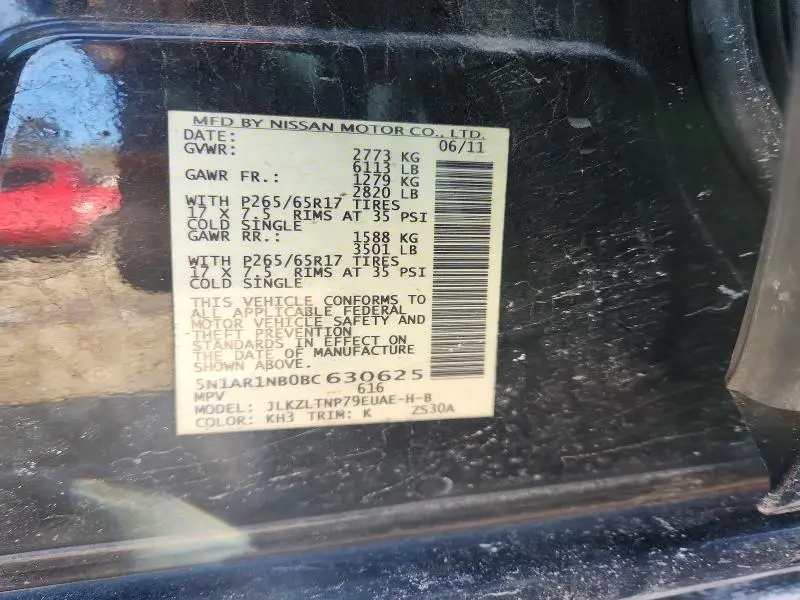 MFD BY NISSAN MOTOR CO., LTD.
DATE: 06/11
GVWR: 2773 KG
6113 LB
GAWR FR.: 1279 KG
2820 LB
WITH P265/65R17 TIRES
17 X 7.5 RIMS AT 35 PSI
COLD SINGLE
GAWR RR.: 1588 KG
3501 LB
WITH P265/65R17 TIRES
17 X 7.5 RIMS AT 35 PSI
COLD SINGLE
THIS VEHICLE CONFORMS TO
ALL APPLICABLE FEDERAL
MOTOR VEHICLE SAFETY AND
THEFT PREVENTION
STANDARDS IN EFFECT ON
THE DATE OF MANUFACTURE
SHOWN ABOVE.
5N1AR1NB0BC 630625
MPV 616
MODEL: JLKZLTNP79EUAE-H-B
COLOR: KH3 TRIM: K ZS30A